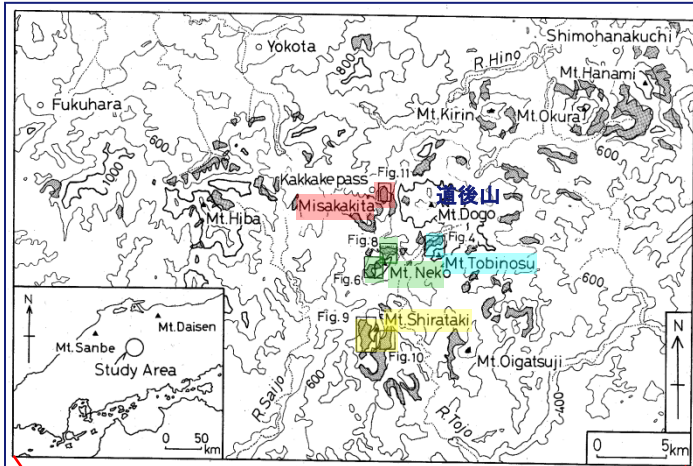 Yokota
Shimohanakuchi
R.Hino
Mt.Hanami
800
Fukuhara
Mt.Kirin
Mt.Okura
600
600
1000
Kakkakepass
Fig.11
道後山
Misakakita
Mt.Dogo
Mt.Hiba
Fig.8
Fig.4
Mt.Tobinosu
Mt.Neko
600
Fig.6
N
Fig.9
Mt.Shirataki
N
Mt.Daisen
Mt.Sanbe
Study Area
Fig.10
Mt.Oigatsuji
R.Saijo
600
R.Tojo
400
0 50
km
0 5
km